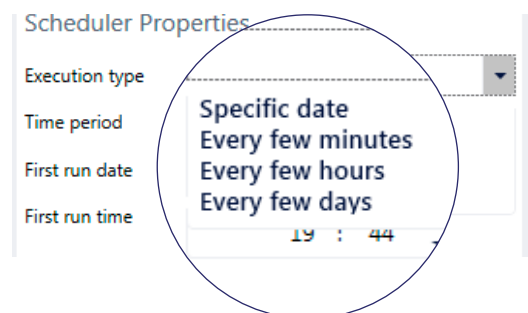 Scheduler Properties
Execution type
Specific date
Time period
Every few minutes
First run date
Every few hours
Every few days
First run time
19 : 44